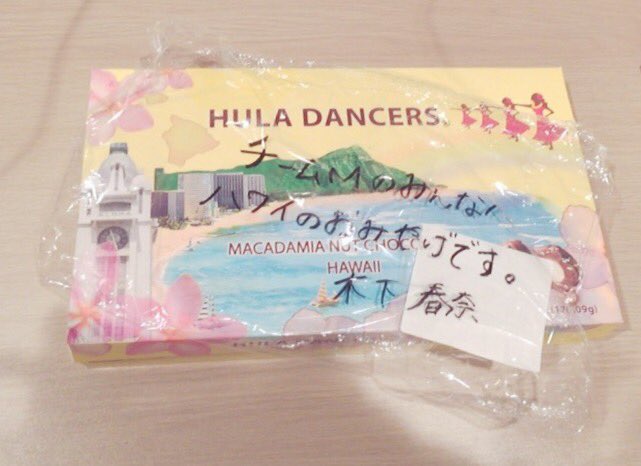 HULA DANCERS
チームMのみんなへ
ハワイのおみやげです。
MACADAMIA NUT CHOCO
HAWAII
木下 春奈